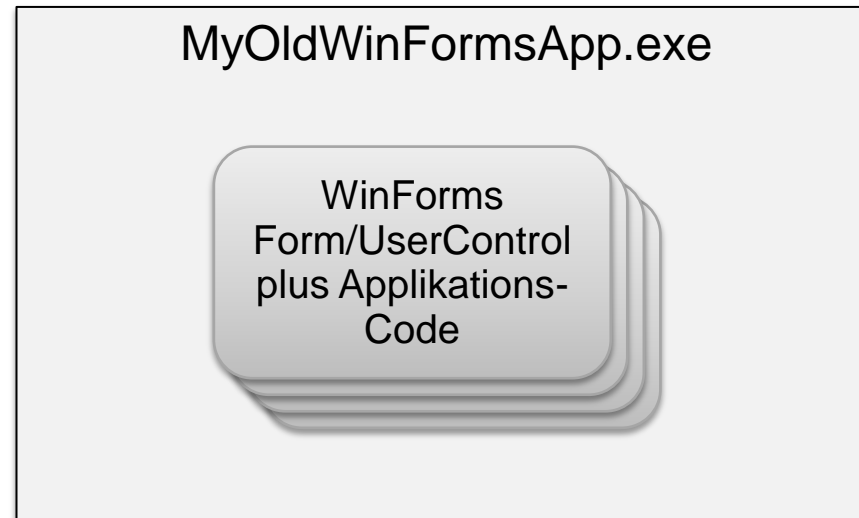 MyOldWinFormsApp.exe
WinForms
Form/UserControl
plus Applikations-
Code